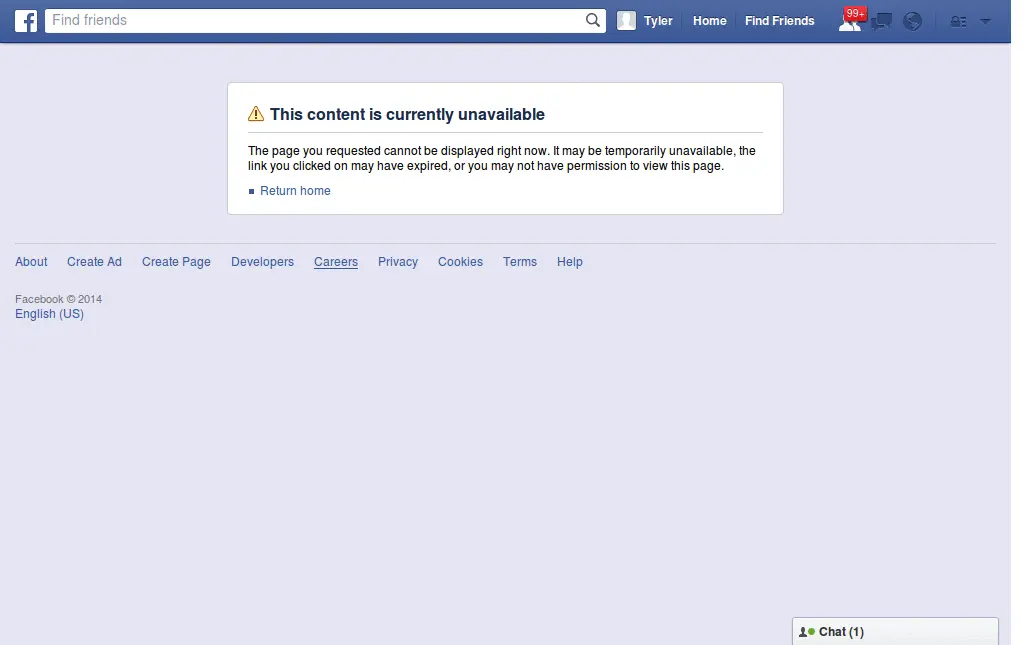 Find friends
Tyler
Home
Find Friends
99+
This content is currently unavailable
The page you requested cannot be displayed right now. It may be temporarily unavailable, the
link you clicked on may have expired, or you may not have permission to view this page.
Return home
About Create Ad Create Page Developers Careers Privacy Cookies Terms Help
Facebook © 2014
English (US)
Chat (1)